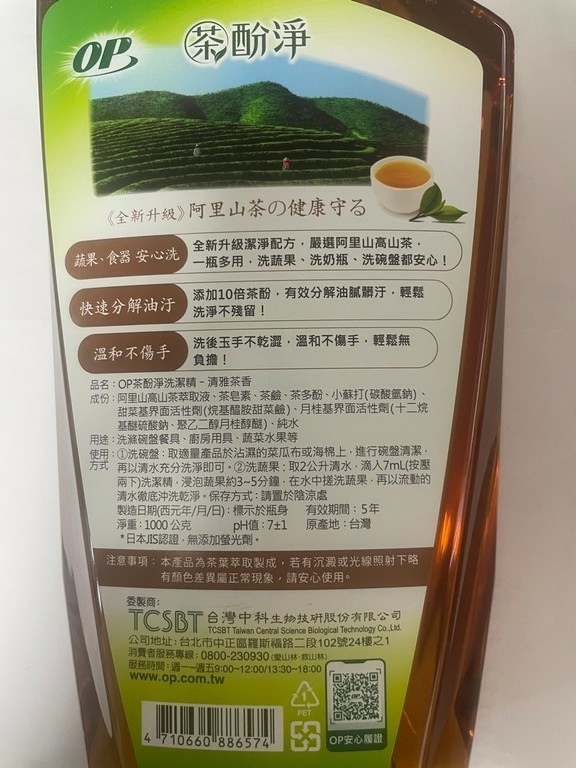 OP 茶酚淨
《全新升級》阿里山茶の健康守る
蔬果、食器 安心洗
全新升級潔淨配方，嚴選阿里山高山茶，
一瓶多用，洗蔬果、洗奶瓶、洗碗盤都安心！
快速分解油汙
添加10倍茶酚，有效分解油膩髒汙，輕鬆
洗淨不殘留！
溫和不傷手
洗後玉手不乾澀，溫和不傷手，輕鬆無
負擔！
品名：OP茶酚淨洗潔精－清雅茶香
成份：阿里山高山茶萃取液、茶皂素、茶鹼、茶多酚、小蘇打(碳酸氫鈉)、
甜菜基界面活性劑(烷基醯胺甜菜鹼)、月桂基界面活性劑(十二烷
基醚硫酸鈉、聚乙二醇月桂醇醚)、純水
用途：洗滌碗盤餐具、廚房用具、蔬菜水果等
使用方式：①洗碗盤：取適量產品於沾濕的菜瓜布或海棉上，進行碗盤清潔，
再以清水充分洗淨即可。②洗蔬果：取2公升清水，滴入7mL(按壓
兩下)洗潔精，浸泡蔬果約3~5分鐘，在水中搓洗蔬果，再以流動的
清水徹底沖洗乾淨。保存方式：請置於陰涼處
製造日期(西元年/月/日)：標示於瓶身 有效期間：5年
淨重：1000公克 pH值：7±1 原產地：台灣
*日本JIS認證，無添加螢光劑。
注意事項：本產品為茶葉萃取製成，若有沉澱或光線照射下略
有顏色差異屬正常現象，請安心使用。
委製商：
TCSBT 台灣中科生物技研股份有限公司
TCSBT Taiwan Central Science Biological Technology Co.,Ltd.
公司地址：台北市中正區羅斯福路二段102號24樓之1
消費者服務專線：0800-230930 (愛山林·救山林)
服務時間：週一~週五9:00~12:00/13:30~18:00
www.op.com.tw
PET
4 710660 886574
OP安心履證